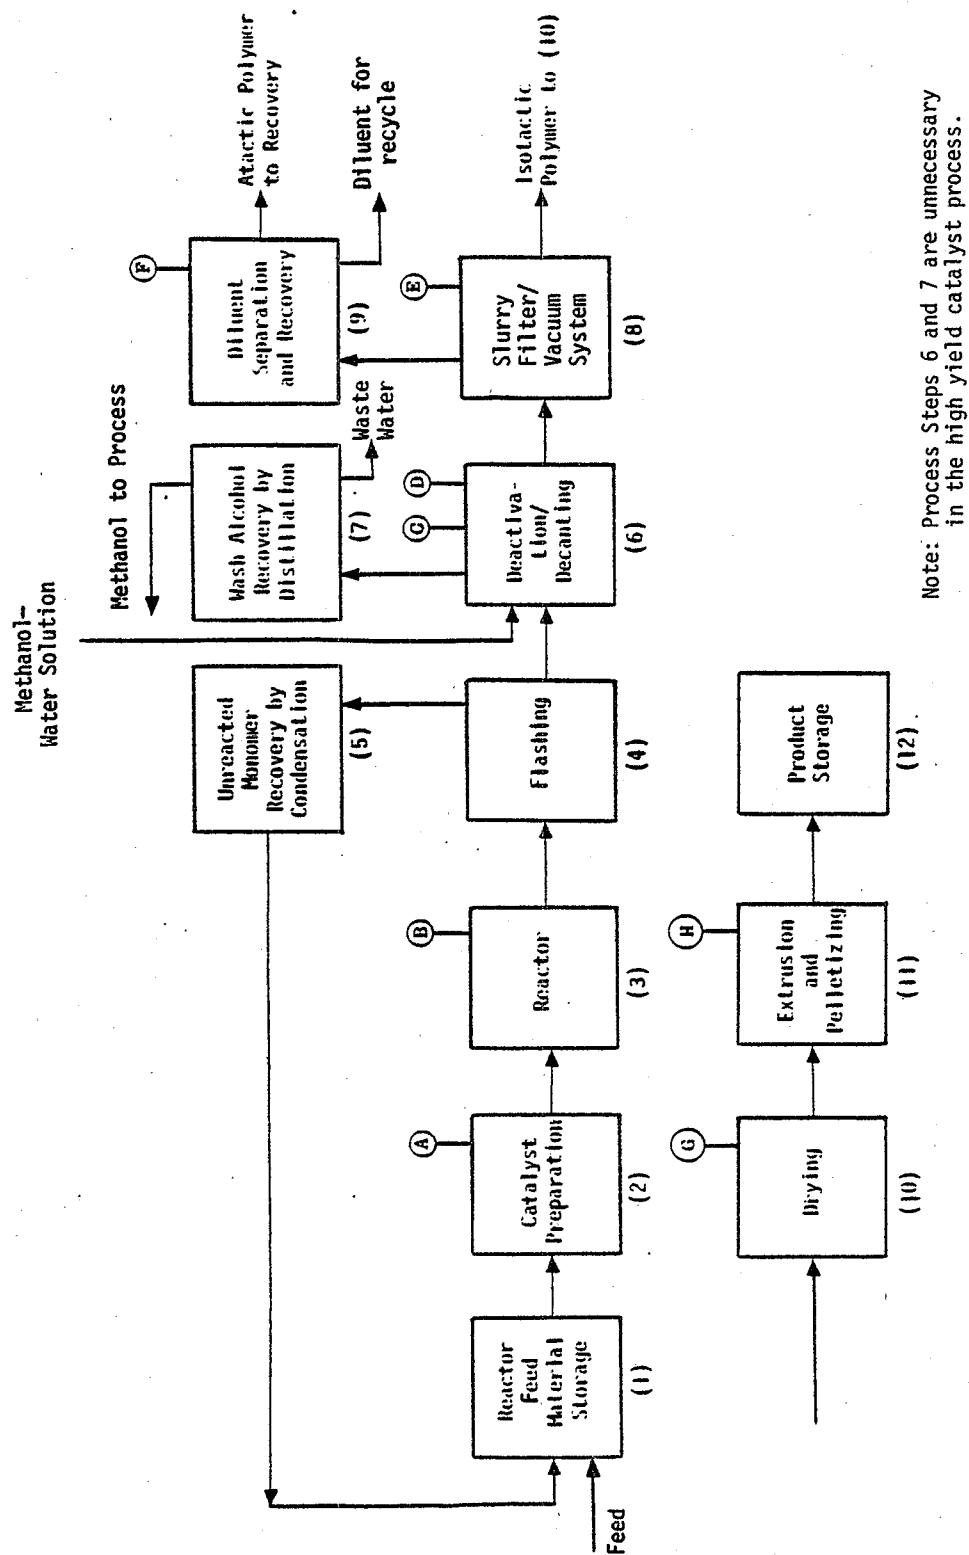 Methanol-
Water Solution
Methanol to Process
Atactic Polymer
to Recovery
Diluent for
recycle
Unreacted
Monomer
Recovery by
Condensation
(5)
Wash Alcohol
Recovery by
Distillation
(7)
Waste
Water
F
Diluent
Separation
and Recovery
(9)
Feed
Reactor
Feed
Material
Storage
(1)
A
Catalyst
Preparation
(2)
B
Reactor
(3)
Flashing
(4)
C
D
Deactiva-
tion/
Decanting
(6)
E
Slurry
Filter/
Vacuum
System
(8)
Isotactic
Polymer to (10)
G
Drying
(10)
H
Extrusion
and
Pelletizing
(11)
Product
Storage
(12)
Note: Process Steps 6 and 7 are unnecessary
in the high yield catalyst process.